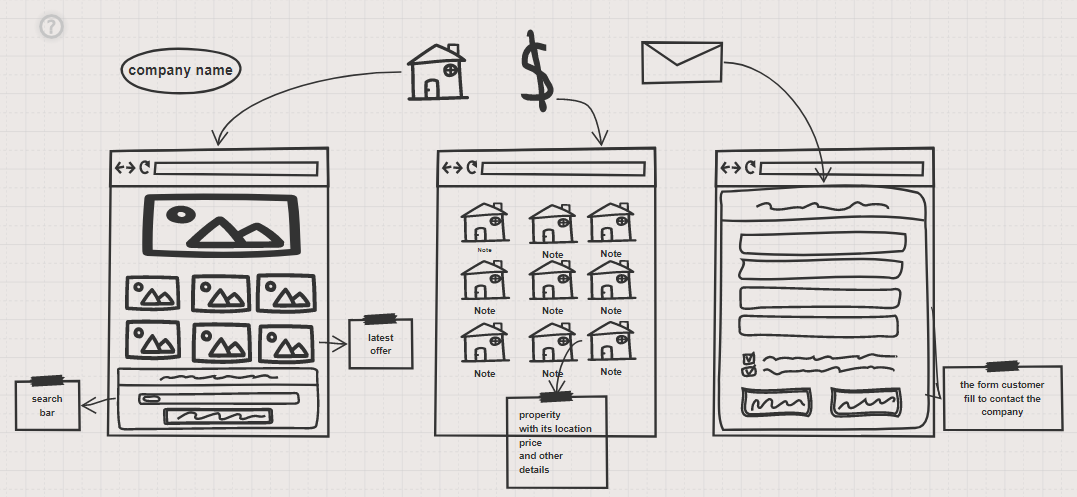 ?
company name
$
Note
Note
Note
Note
Note
Note
Note
Note
Note
latest
offer
search
bar
properity
with its location
price
and other
details
the form customer
fill to contact the
company